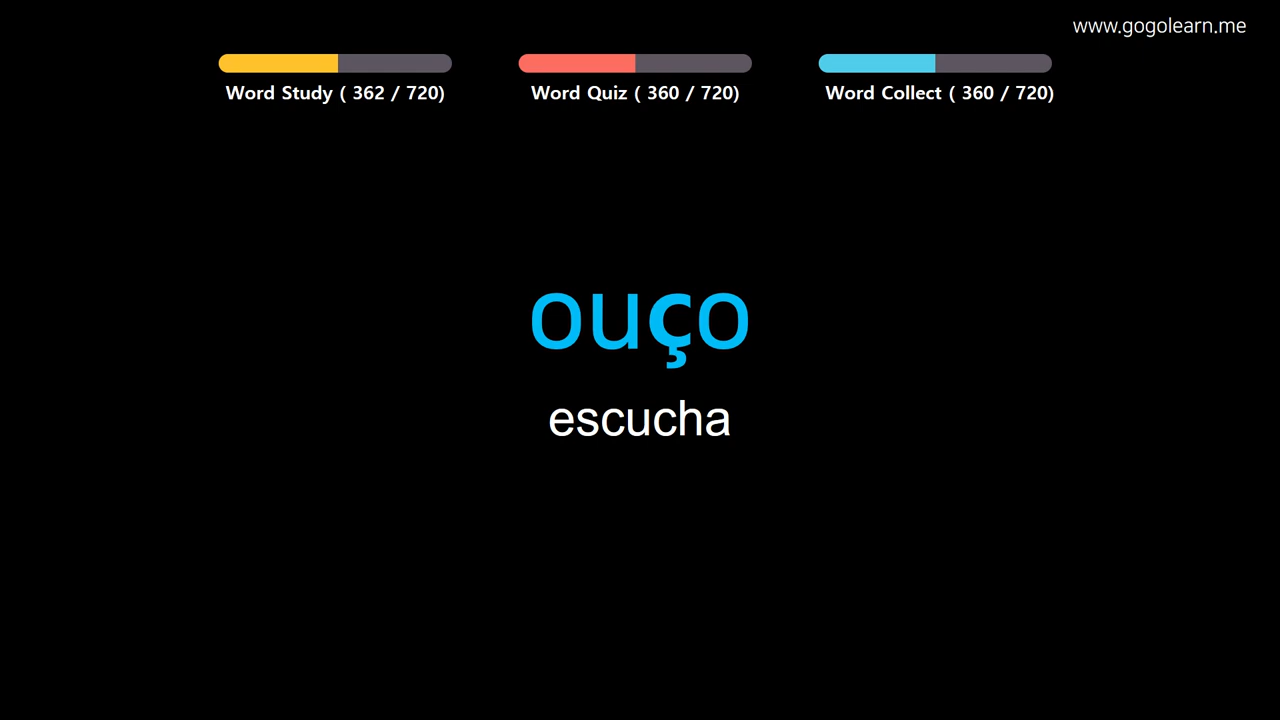 www.gogolearn.me
Word Study ( 362 / 720)
Word Quiz ( 360 / 720)
Word Collect ( 360 / 720)
ouço
escucha